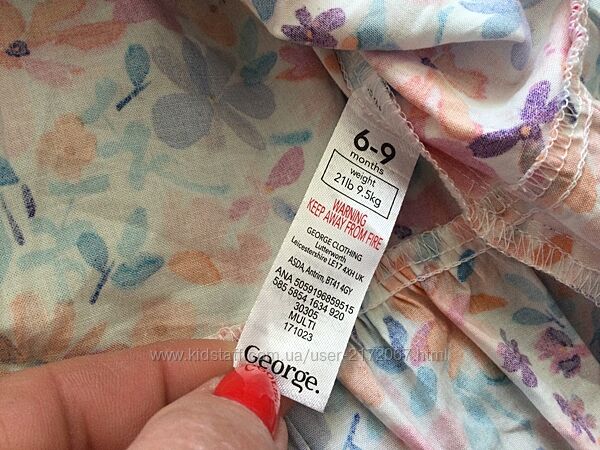 6-9
months
weight
21lb 9.5kg
WARNING
KEEP AWAY FROM FIRE
GEORGE CLOTHING
Lutterworth
Leicestershire LE17 4XH UK
ASDA, Antrim, BT41 4GY
ANA 5059196859515
585 5854 1634 920
30305
MULTI
171023
George.
www.kidstaff.com.ua/user-2172067.html